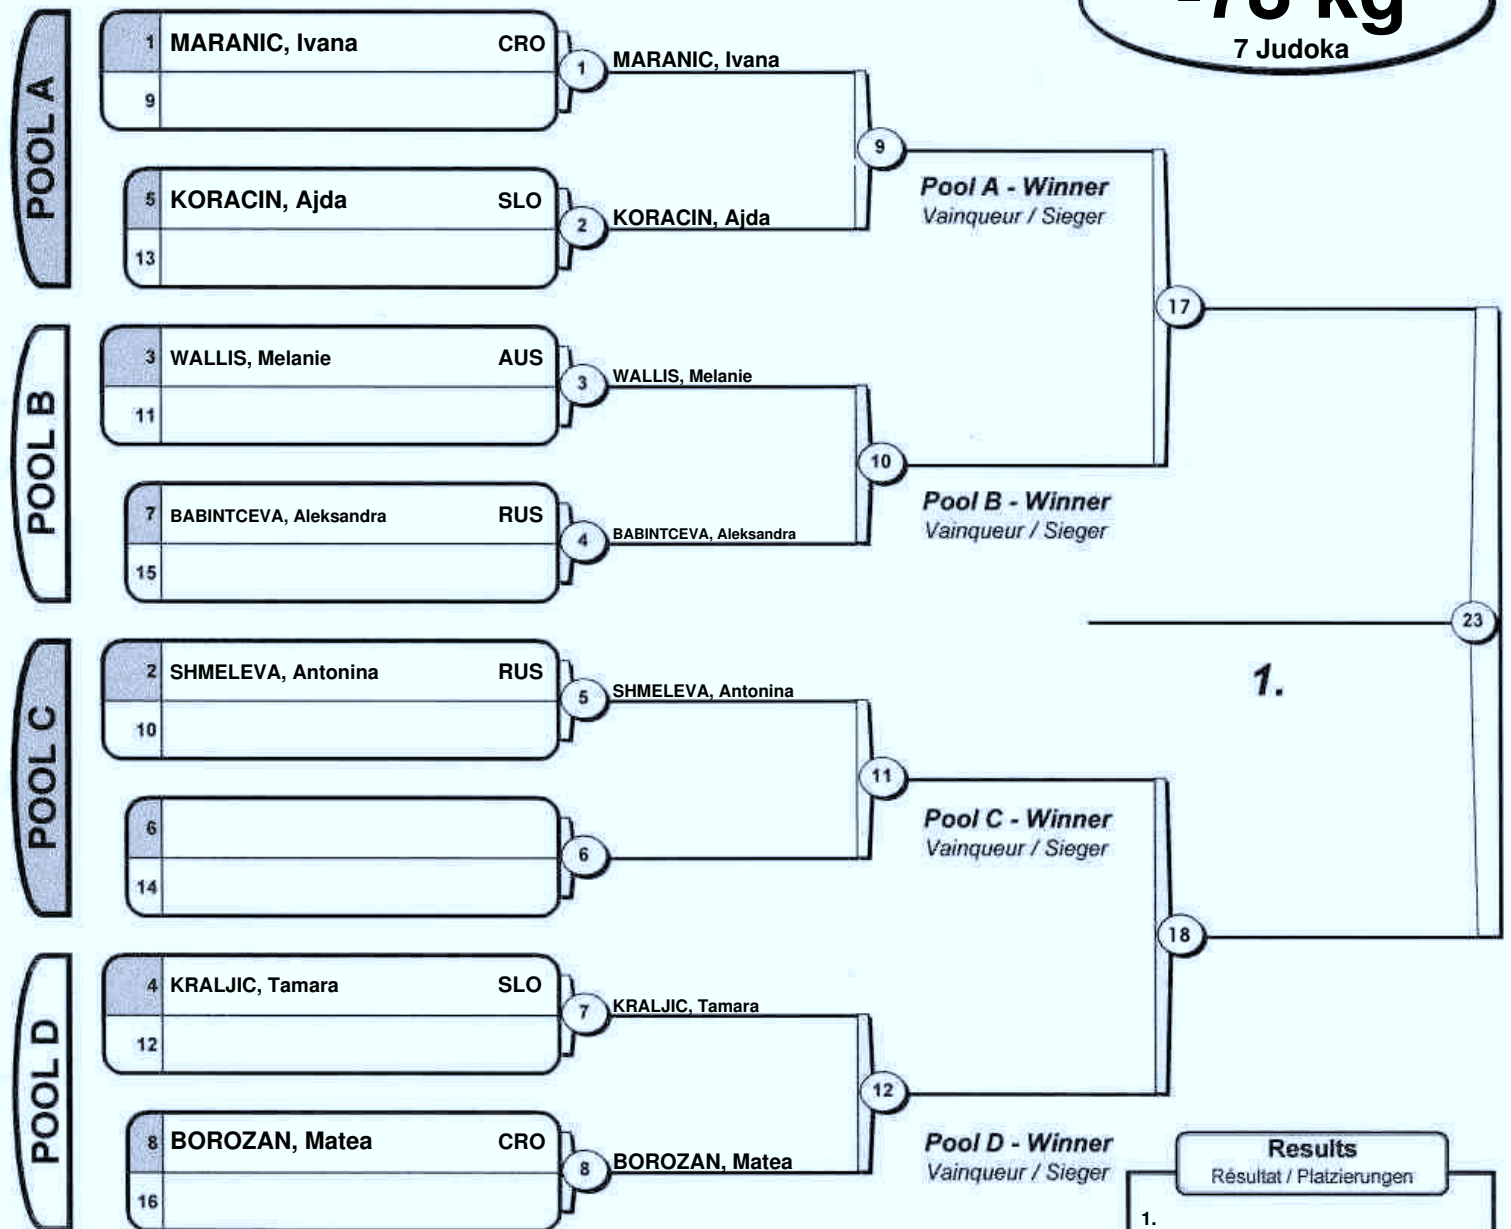 -78 kg
7 Judoka
POOL A
1 MARANIC, Ivana CRO
9
1 MARANIC, Ivana
5 KORACIN, Ajda SLO
13
2 KORACIN, Ajda
9
Pool A - Winner
Vainqueur / Sieger
POOL B
3 WALLIS, Melanie AUS
11
3 WALLIS, Melanie
7 BABINTCEVA, Aleksandra RUS
15
4 BABINTCEVA, Aleksandra
10
Pool B - Winner
Vainqueur / Sieger
17
23
1.
POOL C
2 SHMELEVA, Antonina RUS
10
5 SHMELEVA, Antonina
6
14
6
11
Pool C - Winner
Vainqueur / Sieger
18
POOL D
4 KRALJIC, Tamara SLO
12
7 KRALJIC, Tamara
8 BOROZAN, Matea CRO
16
8 BOROZAN, Matea
12
Pool D - Winner
Vainqueur / Sieger
Results
Résultat / Platzierungen
1.